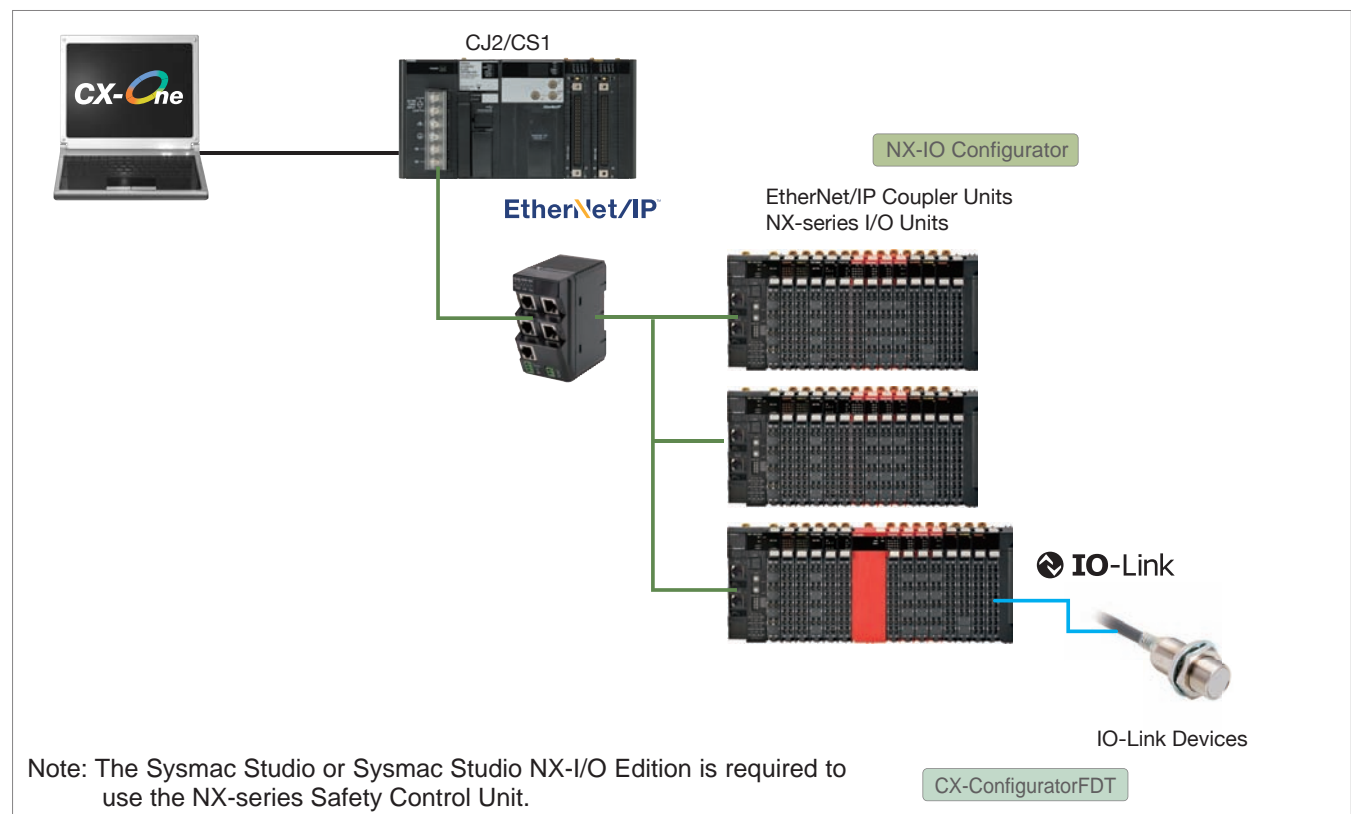 CJ2/CS1
CX-One
NX-IO Configurator
EtherNet/IP Coupler Units
NX-series I/O Units
EtherNet/IP™
IO-Link
IO-Link Devices
Note: The Sysmac Studio or Sysmac Studio NX-I/O Edition is required to
use the NX-series Safety Control Unit.
CX-ConfiguratorFDT